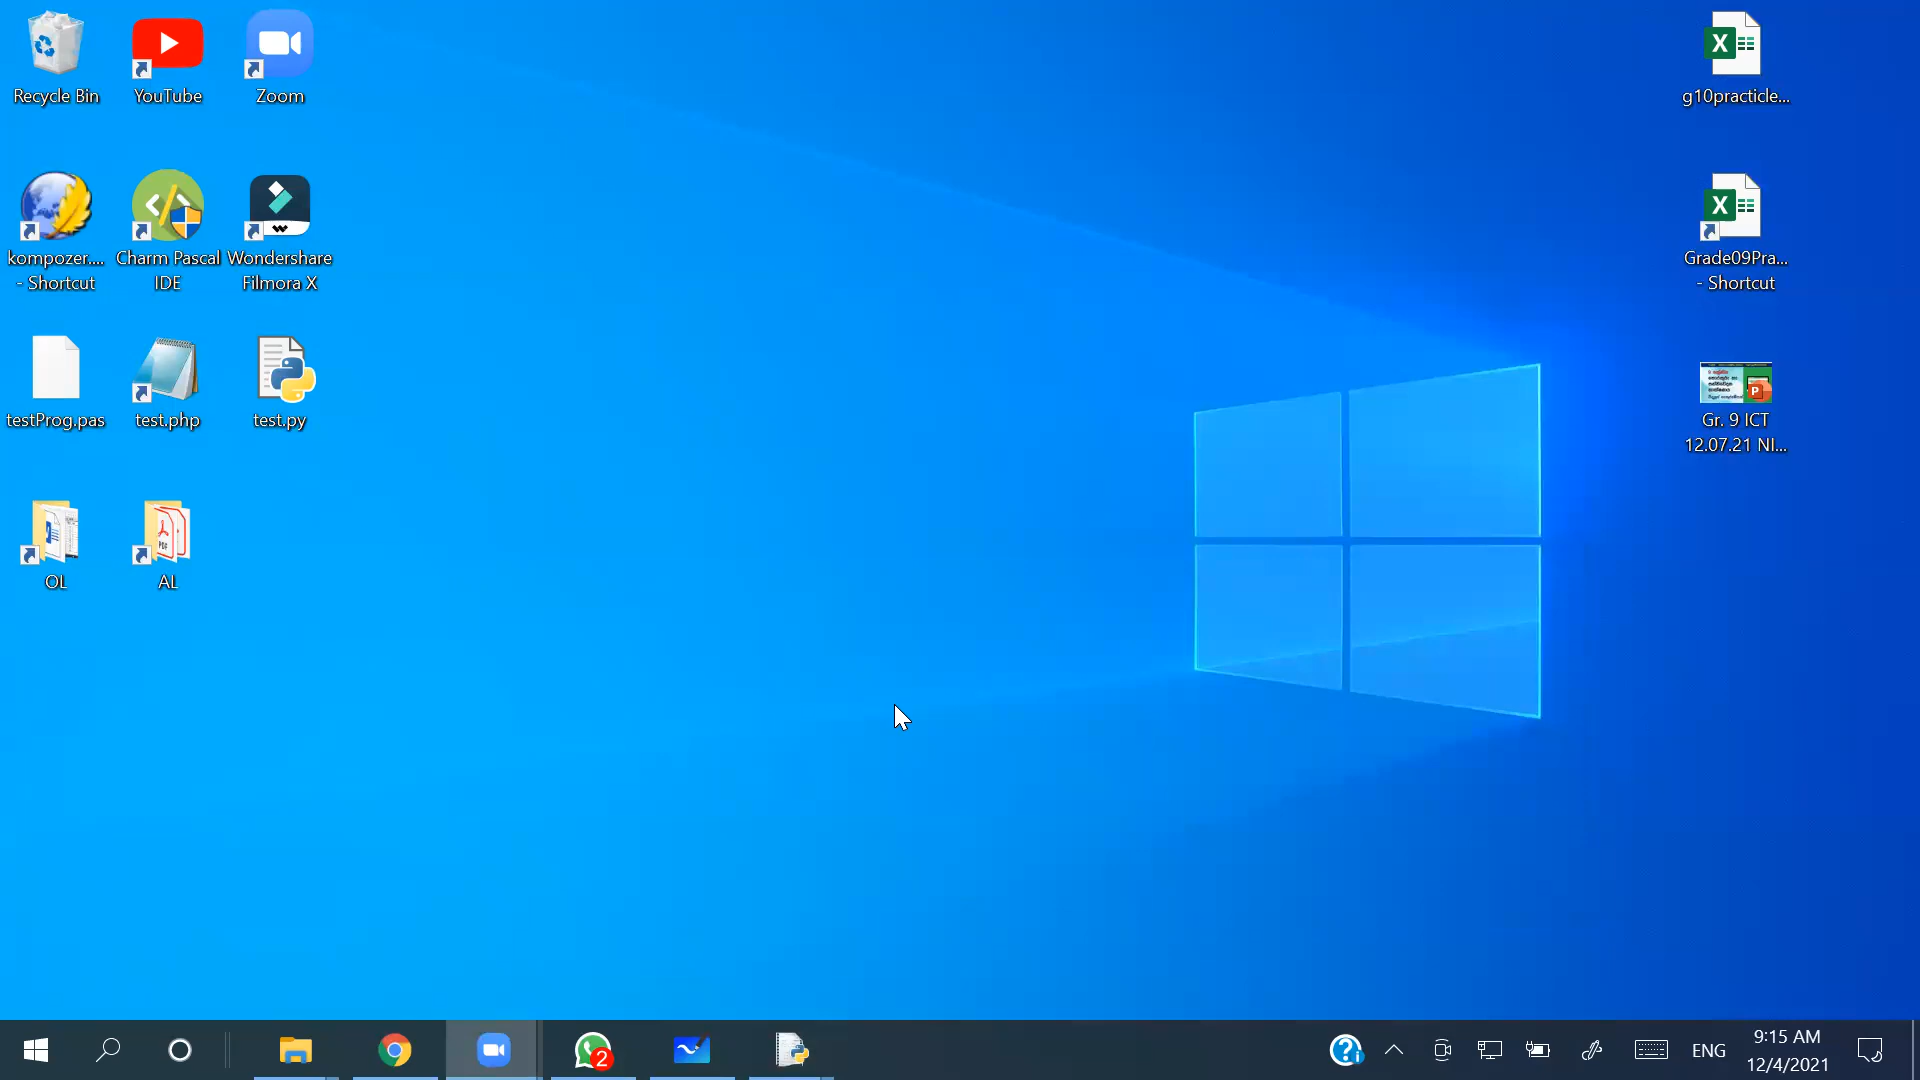 Recycle Bin
YouTube
Zoom
kompozer....
- Shortcut
Charm Pascal
IDE
Wondershare
Filmora X
testProg.pas
test.php
test.py
OL
AL
g10practicle...
Grade09Pra...
- Shortcut
Gr. 9 ICT
12.07.21 NI...
2
ENG
9:15 AM
12/4/2021